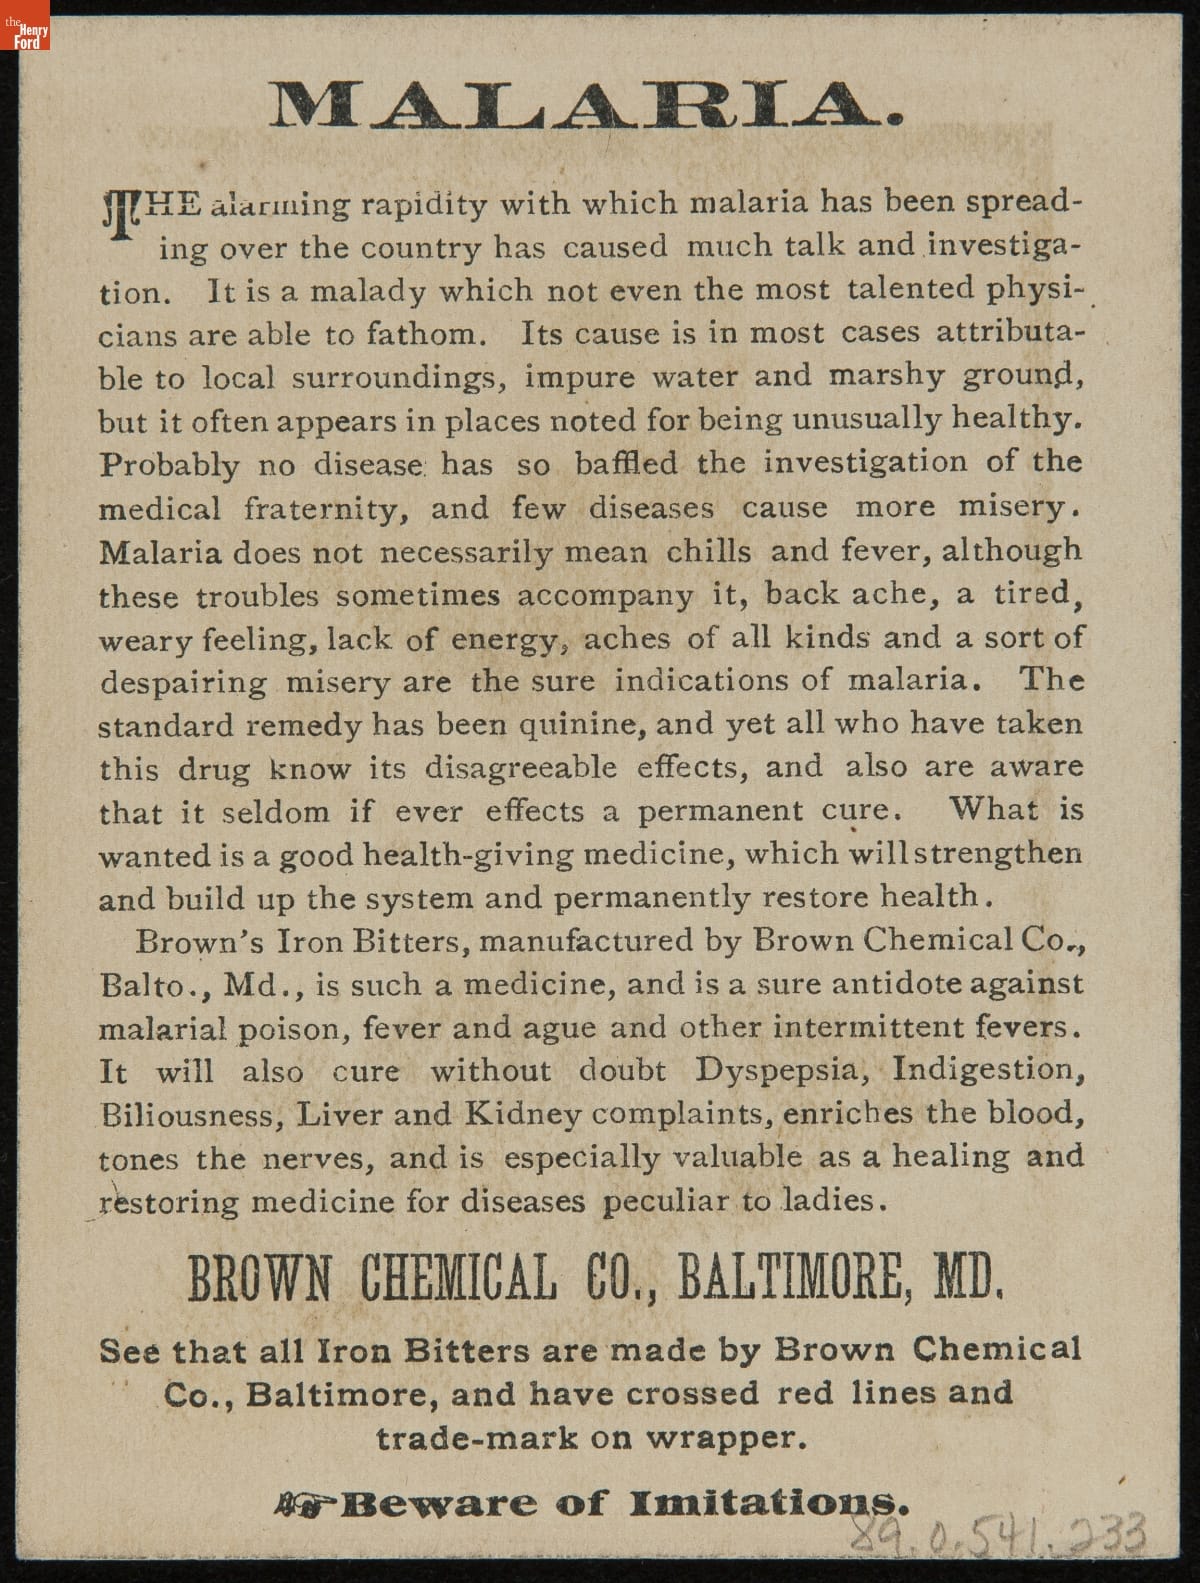 the Henry Ford
MALARIA.
THE alarming rapidity with which malaria has been spread-
ing over the country has caused much talk and investiga-
tion. It is a malady which not even the most talented physi-
cians are able to fathom. Its cause is in most cases attributa-
ble to local surroundings, impure water and marshy ground,
but it often appears in places noted for being unusually healthy.
Probably no disease has so baffled the investigation of the
medical fraternity, and few diseases cause more misery.
Malaria does not necessarily mean chills and fever, although
these troubles sometimes accompany it, back ache, a tired,
weary feeling, lack of energy, aches of all kinds and a sort of
despairing misery are the sure indications of malaria. The
standard remedy has been quinine, and yet all who have taken
this drug know its disagreeable effects, and also are aware
that it seldom if ever effects a permanent cure. What is
wanted is a good health-giving medicine, which will strengthen
and build up the system and permanently restore health.
Brown's Iron Bitters, manufactured by Brown Chemical Co.,
Balto., Md., is such a medicine, and is a sure antidote against
malarial poison, fever and ague and other intermittent fevers.
It will also cure without doubt Dyspepsia, Indigestion,
Biliousness, Liver and Kidney complaints, enriches the blood,
tones the nerves, and is especially valuable as a healing and
restoring medicine for diseases peculiar to ladies.
BROWN CHEMICAL CO., BALTIMORE, MD.
See that all Iron Bitters are made by Brown Chemical
Co., Baltimore, and have crossed red lines and
trade-mark on wrapper.
☞Beware of Imitations.
89.0.541.233